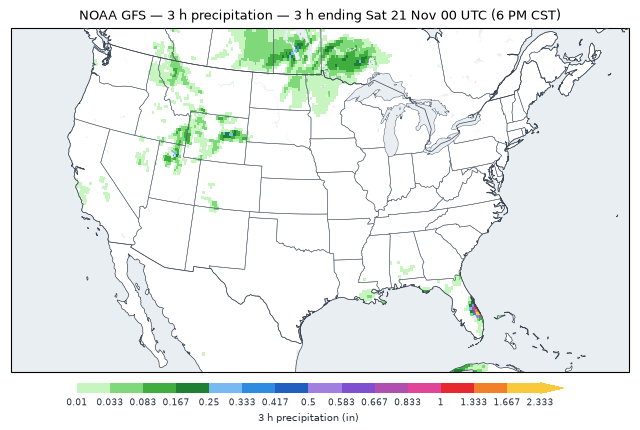 NOAA GFS — 3 h precipitation — 3 h ending Sat 21 Nov 00 UTC (6 PM CST)
0.01 0.033 0.083 0.167 0.25 0.333 0.417 0.5 0.583 0.667 0.833 1 1.333 1.667 2.333
3 h precipitation (in)